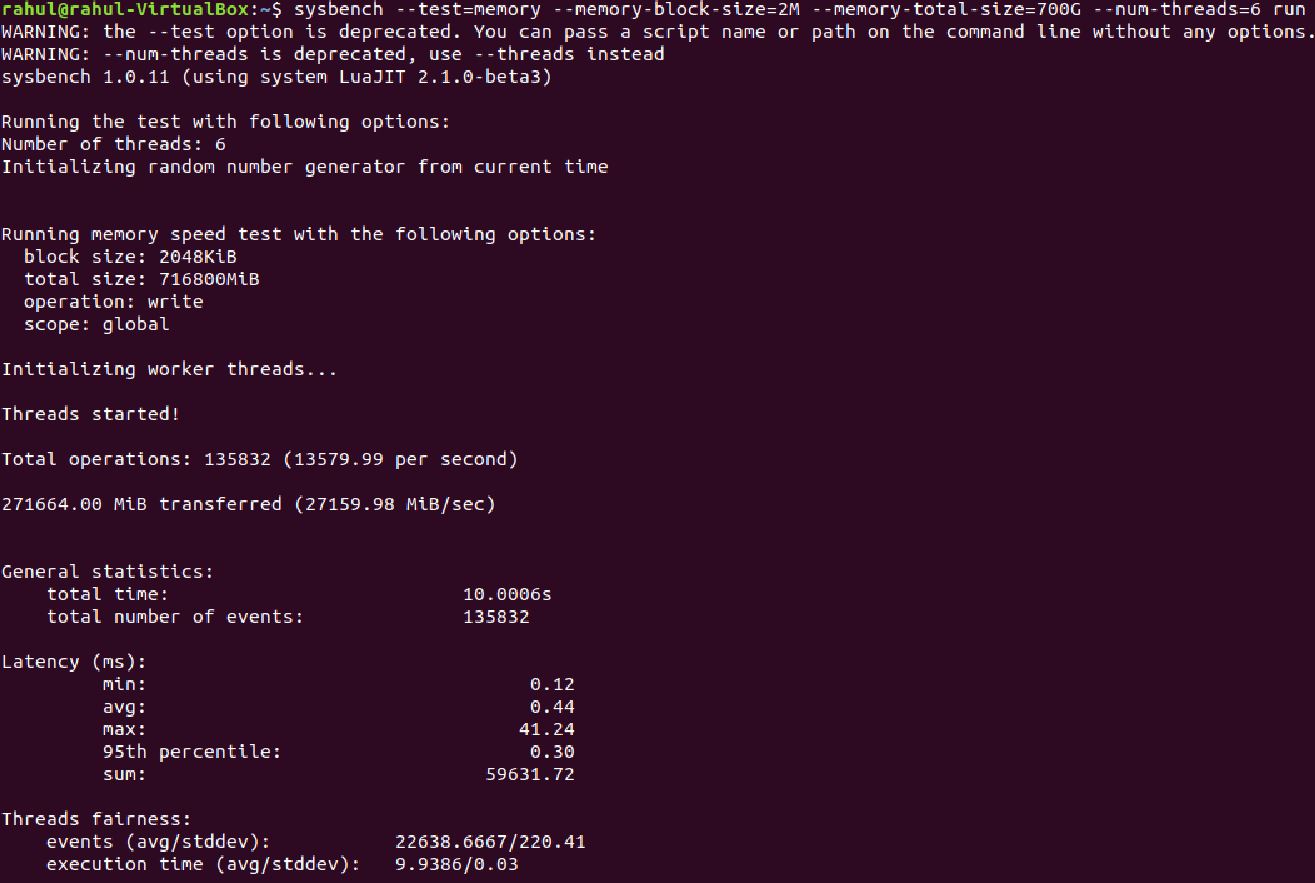 rahul@rahul-VirtualBox:~$ sysbench --test=memory --memory-block-size=2M --memory-total-size=700G --num-threads=6 run
WARNING: the --test option is deprecated. You can pass a script name or path on the command line without any options.
WARNING: --num-threads is deprecated, use --threads instead
sysbench 1.0.11 (using system LuaJIT 2.1.0-beta3)
Running the test with following options:
Number of threads: 6
Initializing random number generator from current time
Running memory speed test with the following options:
block size: 2048KiB
total size: 716800MiB
operation: write
scope: global
Initializing worker threads...
Threads started!
Total operations: 135832 (13579.99 per second)
271664.00 MiB transferred (27159.98 MiB/sec)
General statistics:
total time: 10.0006s
total number of events: 135832
Latency (ms):
min: 0.12
avg: 0.44
max: 41.24
95th percentile: 0.30
sum: 59631.72
Threads fairness:
events (avg/stddev): 22638.6667/220.41
execution time (avg/stddev): 9.9386/0.03